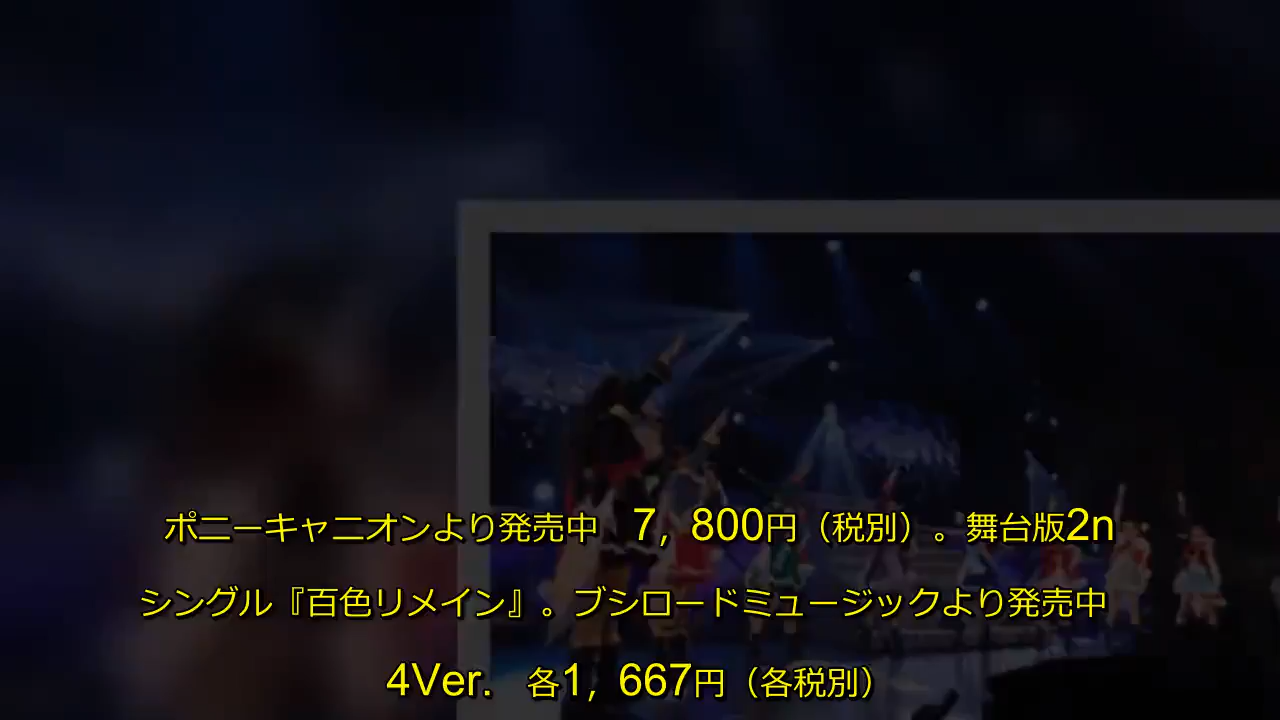 ポニーキャニオンより発売中　7，800円（税別）。舞台版2n
シングル『百色リメイン』。ブシロードミュージックより発売中
4Ver.　各1，667円（各税別）